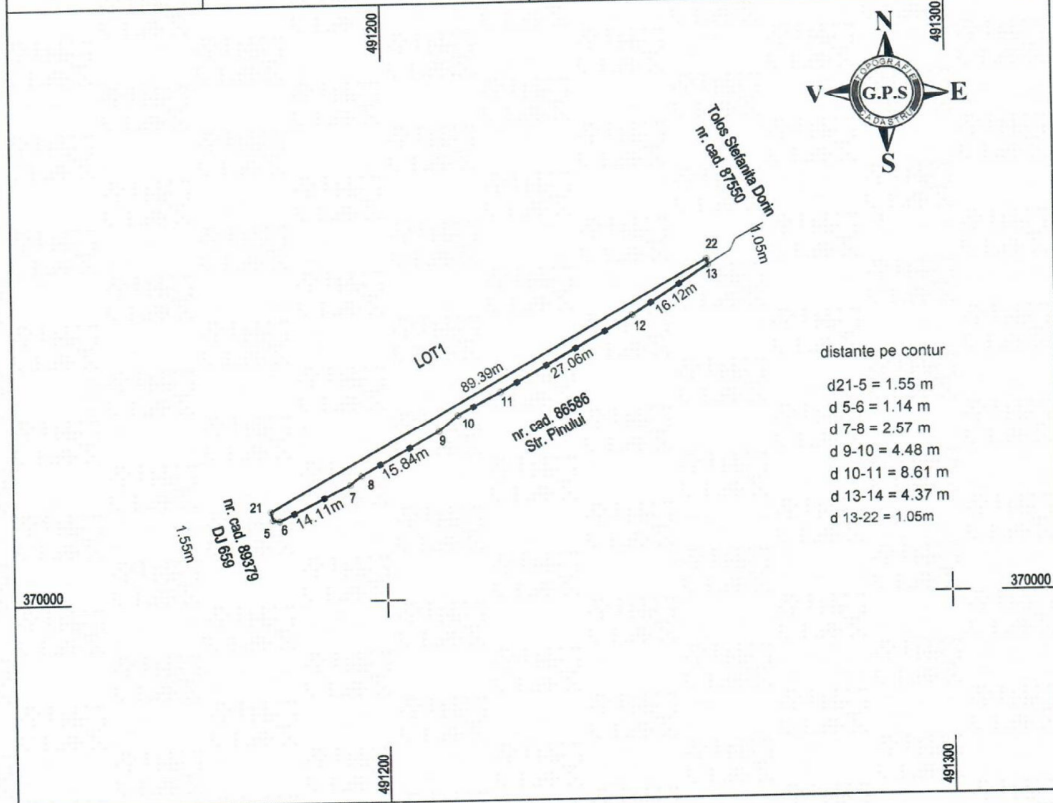 491200
491300
N
V
E
S
TOPOGRAFIE
G.P.S
CADASTRU
Tolos Stefanita Dorin
nr. cad. 87550
1.05m
22
13
16.12m
12
LOT1
89.39m
27.06m
11
10
nr. cad. 86586
Str. Pinului
9
15.84m
8
7
14.11m
21
5
6
nr. cad. 89379
DJ 659
1.55m
distante pe contur
d21-5 = 1.55 m
d 5-6 = 1.14 m
d 7-8 = 2.57 m
d 9-10 = 4.48 m
d 10-11 = 8.61 m
d 13-14 = 4.37 m
d 13-22 = 1.05m
370000
370000
491200
491300